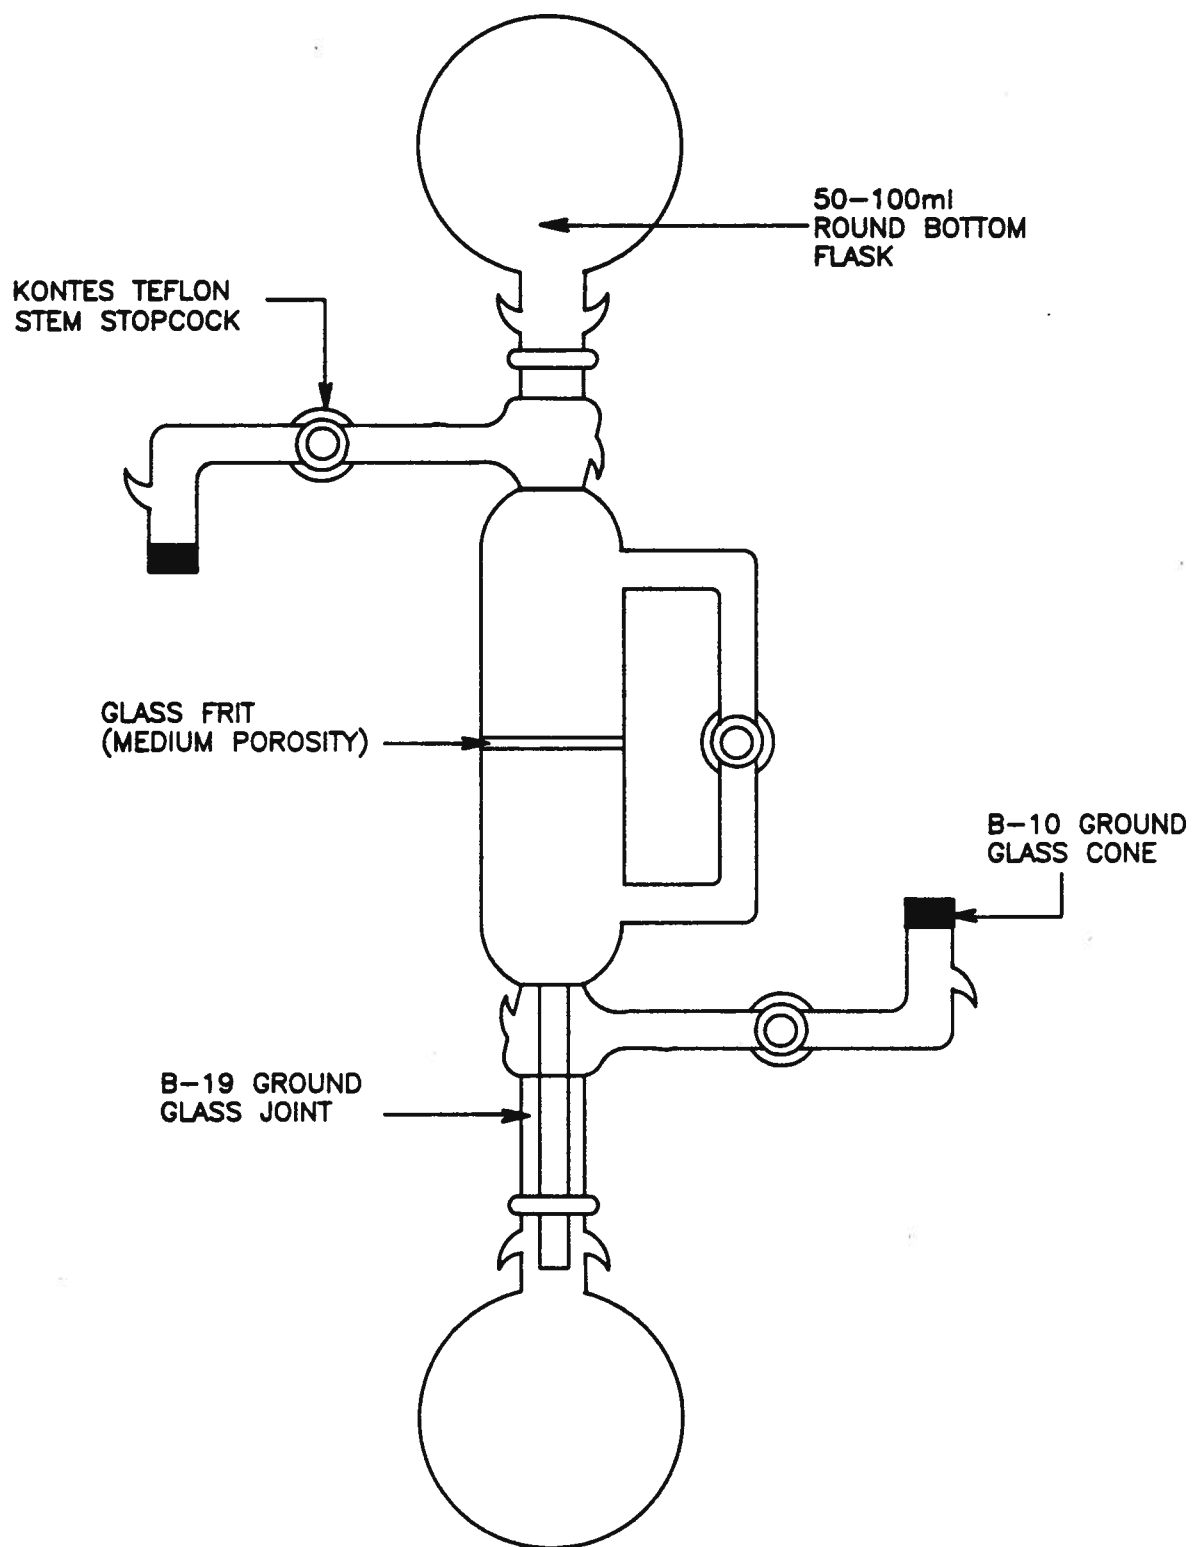 50-100ml
ROUND BOTTOM
FLASK
KONTES TEFLON
STEM STOPCOCK
GLASS FRIT
(MEDIUM POROSITY)
B-10 GROUND
GLASS CONE
B-19 GROUND
GLASS JOINT